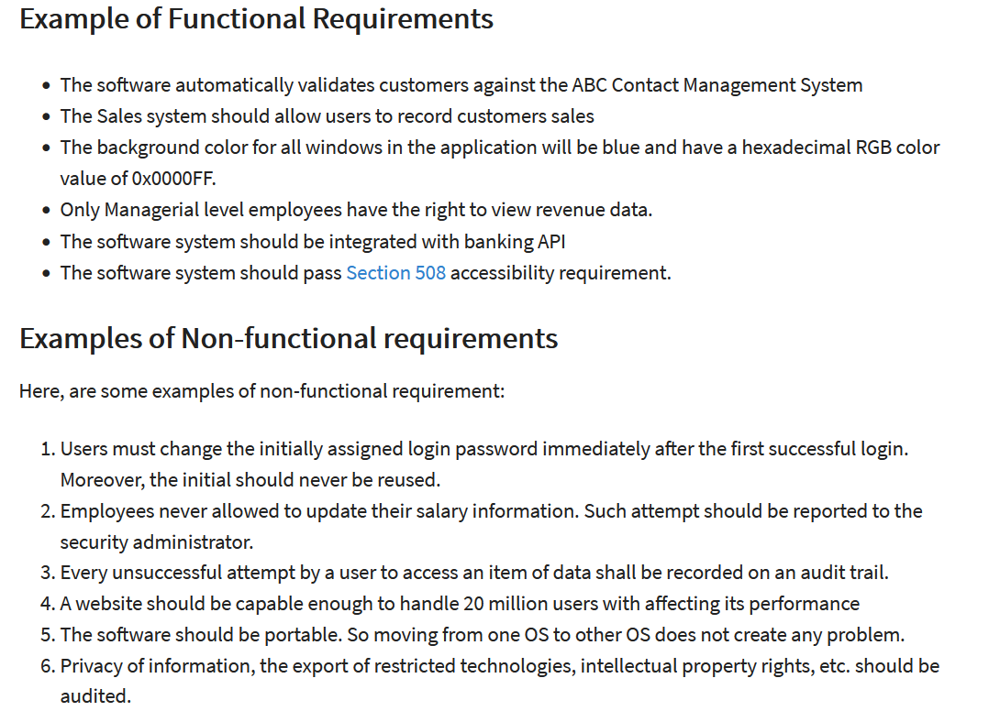 Example of Functional Requirements
• The software automatically validates customers against the ABC Contact Management System
• The Sales system should allow users to record customers sales
• The background color for all windows in the application will be blue and have a hexadecimal RGB color
value of 0x0000FF.
• Only Managerial level employees have the right to view revenue data.
• The software system should be integrated with banking API
• The software system should pass Section 508 accessibility requirement.
Examples of Non-functional requirements
Here, are some examples of non-functional requirement:
1. Users must change the initially assigned login password immediately after the first successful login.
Moreover, the initial should never be reused.
2. Employees never allowed to update their salary information. Such attempt should be reported to the
security administrator.
3. Every unsuccessful attempt by a user to access an item of data shall be recorded on an audit trail.
4. A website should be capable enough to handle 20 million users with affecting its performance
5. The software should be portable. So moving from one OS to other OS does not create any problem.
6. Privacy of information, the export of restricted technologies, intellectual property rights, etc. should be
audited.